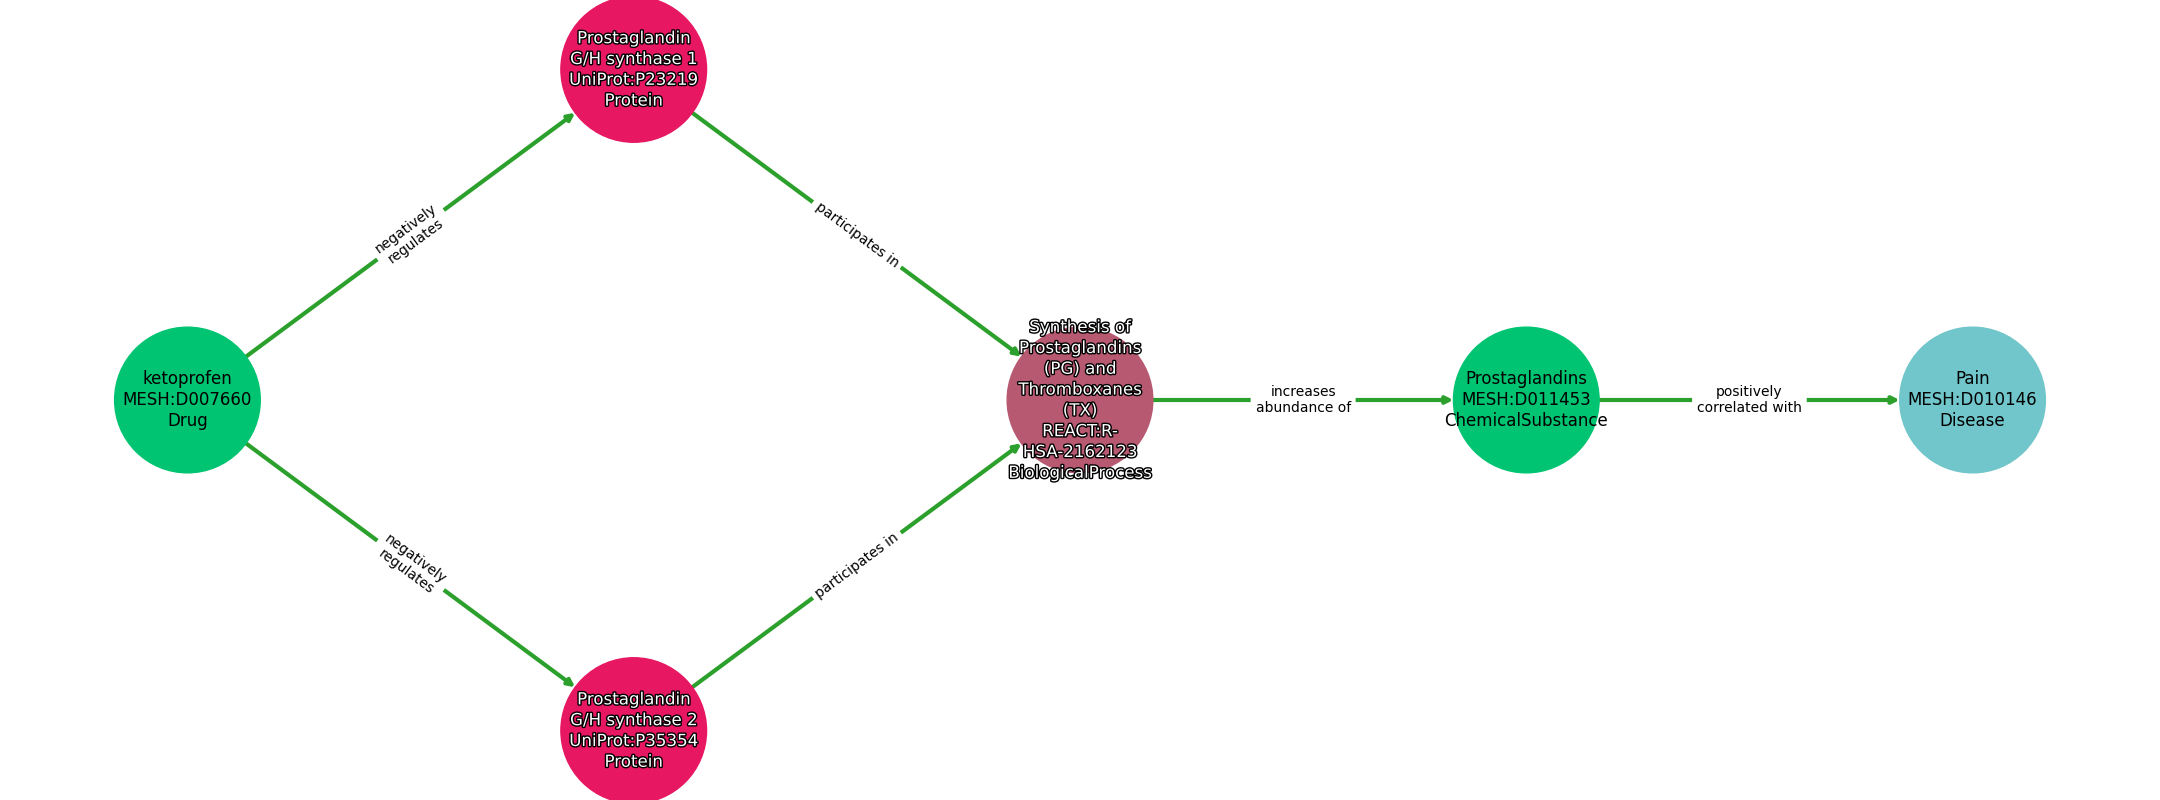 Prostaglandin
G/H synthase 1
UniProt:P23219
Protein
negatively
regulates
participates in
ketoprofen
MESH:D007660
Drug
Synthesis of
Prostaglandins
(PG) and
Thromboxanes
(TX)
REACT:R-
HSA-2162123
BiologicalProcess
increases
abundance of
Prostaglandins
MESH:D011453
ChemicalSubstance
positively
correlated with
Pain
MESH:D010146
Disease
negatively
regulates
participates in
Prostaglandin
G/H synthase 2
UniProt:P35354
Protein